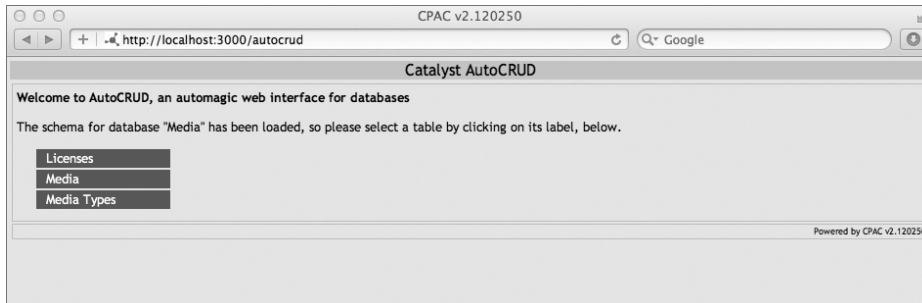 CPAC v2.120250
http://localhost:3000/autocrud
Google
Catalyst AutoCRUD
Welcome to AutoCRUD, an automagic web interface for databases
The schema for database "Media" has been loaded, so please select a table by clicking on its label, below.
Licenses
Media
Media Types
Powered by CPAC v2.120250